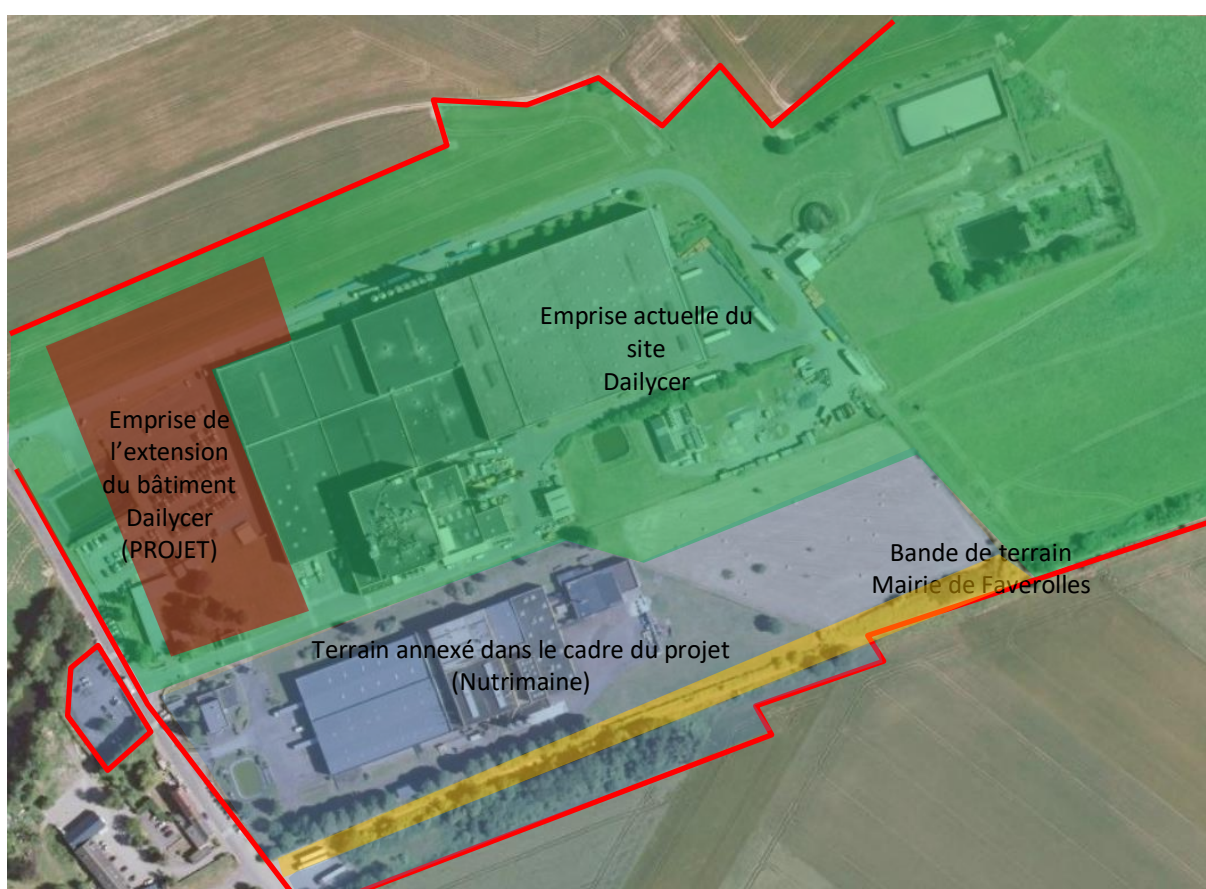 Emprise actuelle du
site
Dailycer
Emprise de
l’extension
du bâtiment
Dailycer
(PROJET)
Bande de terrain
Mairie de Faverolles
Terrain annexé dans le cadre du projet
(Nutrimaine)